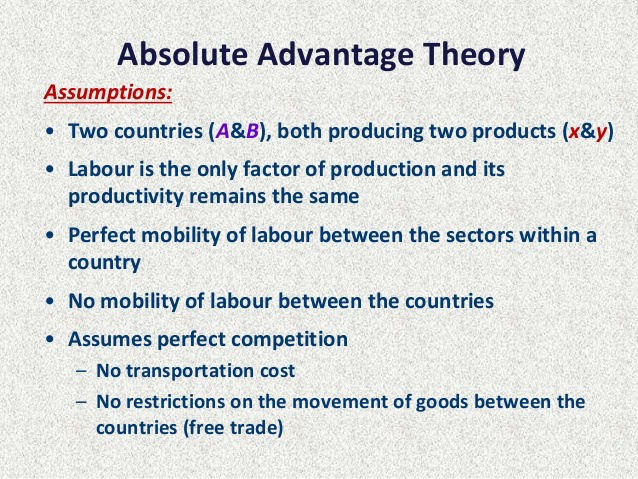 Absolute Advantage Theory
Assumptions:
• Two countries (A&B), both producing two products (x&y)
• Labour is the only factor of production and its
productivity remains the same
• Perfect mobility of labour between the sectors within a
country
• No mobility of labour between the countries
• Assumes perfect competition
– No transportation cost
– No restrictions on the movement of goods between the
countries (free trade)